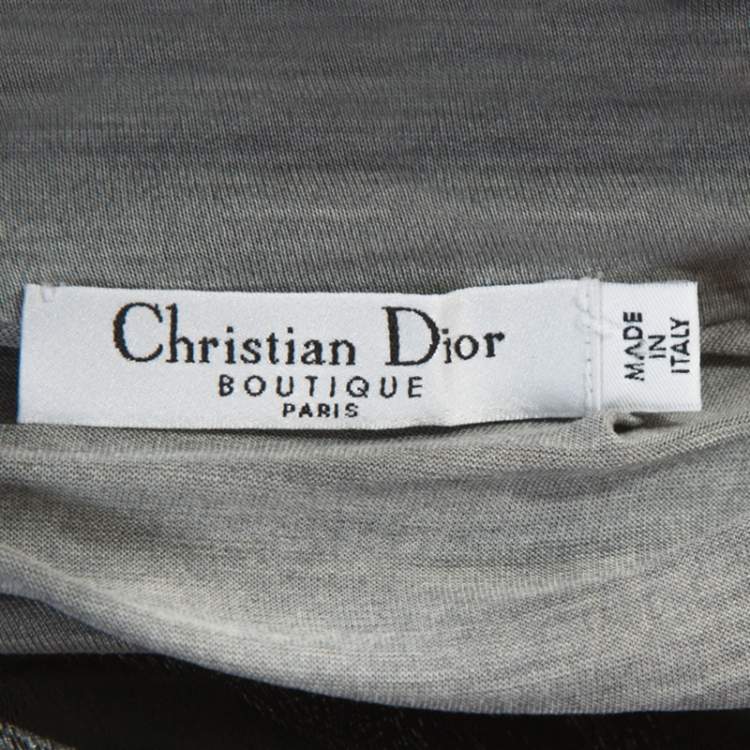 Christian Dior
BOUTIQUE
PARIS
MADE
IN
ITALY